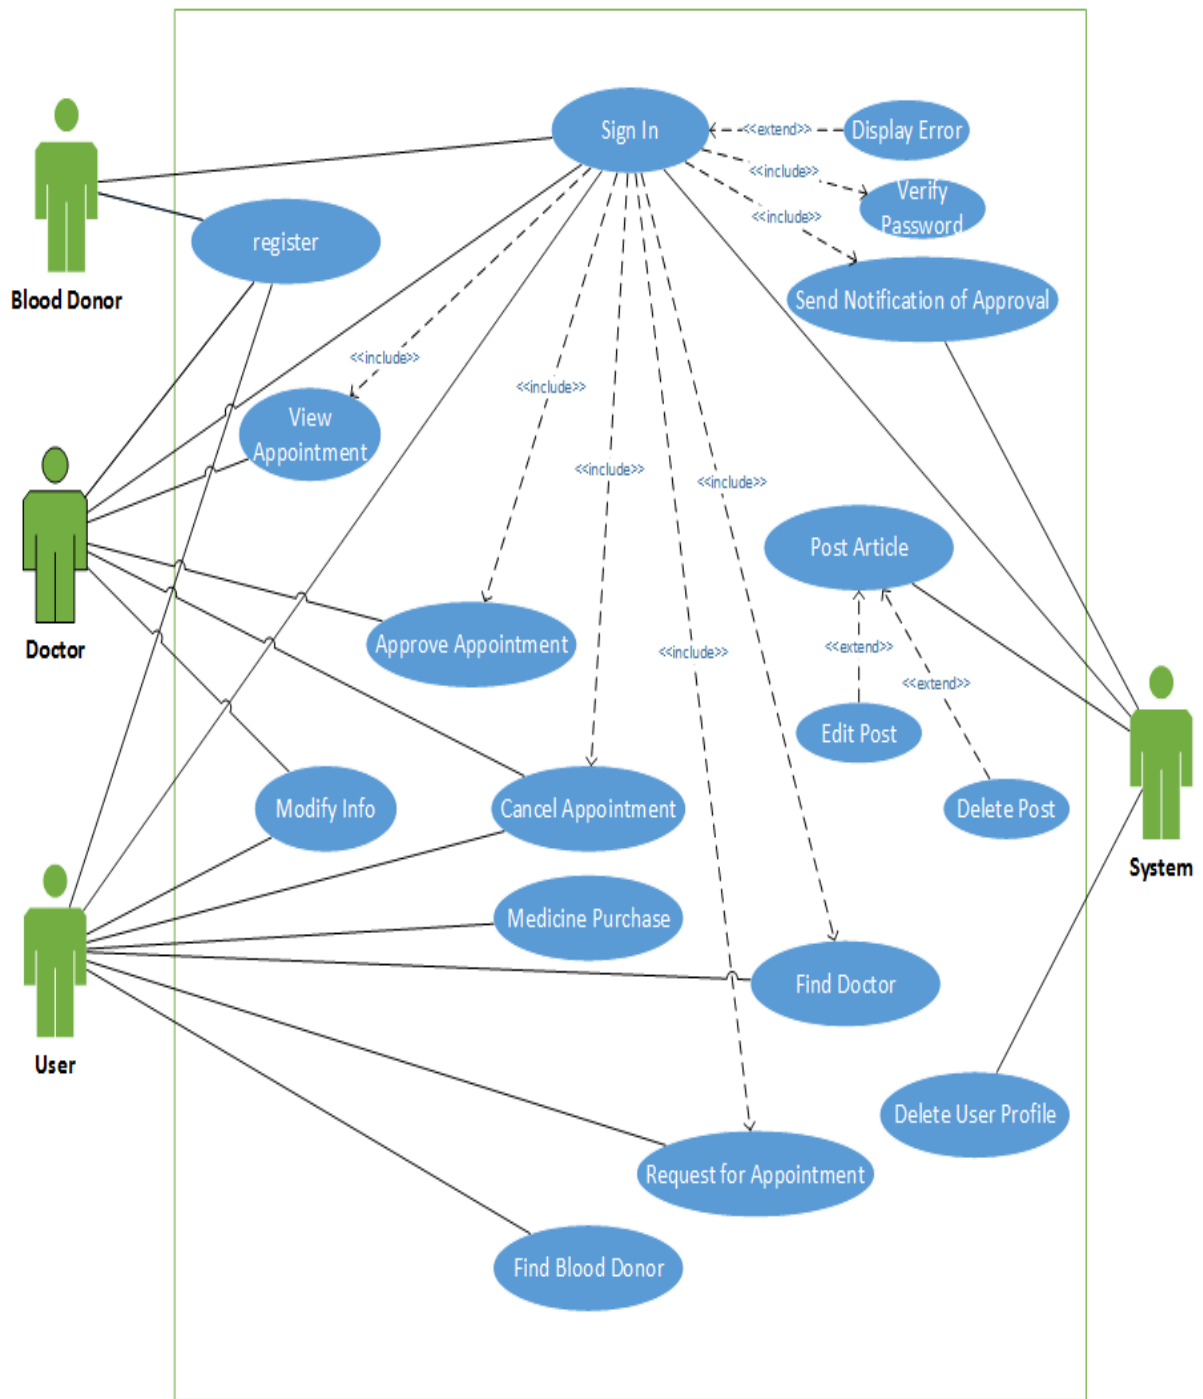 Sign In
<<extend>>
Display Error
<<include>>
Verify
Password
<<include>>
register
Blood Donor
Send Notification of Approval
<<include>>
<<include>>
View
Appointment
<<include>>
<<include>>
Post Article
Doctor
Approve Appointment
<<include>>
<<extend>>
<<extend>>
Edit Post
Modify Info
Cancel Appointment
Delete Post
System
Medicine Purchase
Find Doctor
User
Delete User Profile
Request for Appointment
Find Blood Donor